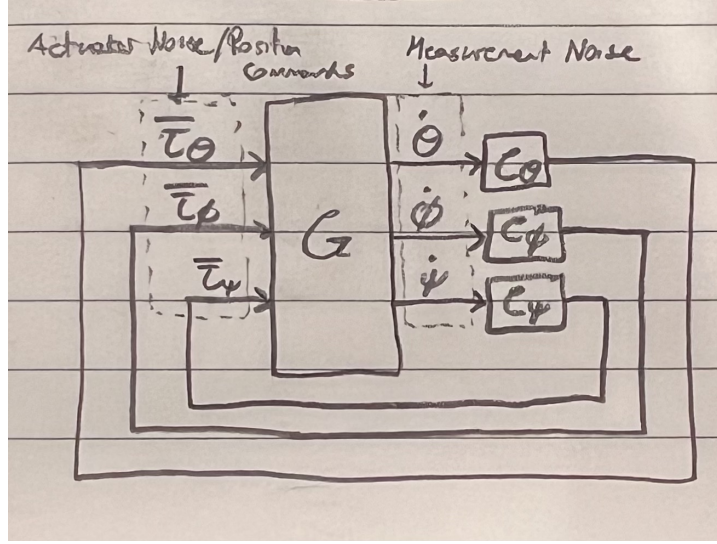 Actuator Noise/Position
Commands
Measurement Noise
τ̅θ
θ̇
Cθ
τ̅ϕ
G
ϕ̇
Cϕ
τ̅ψ
ψ̇
Cψ